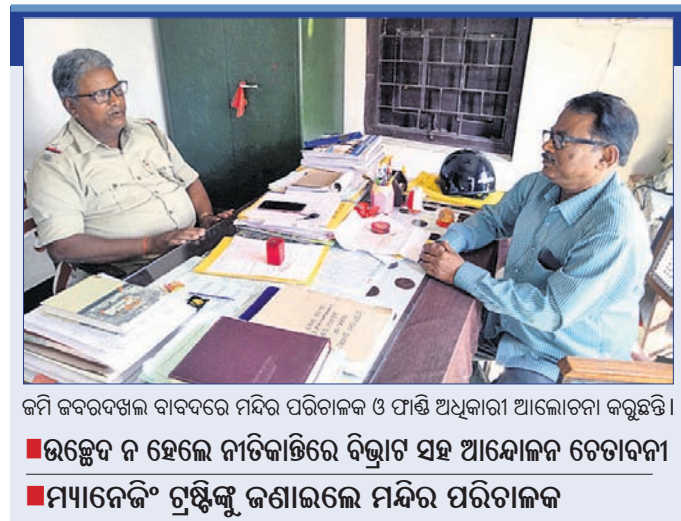 ଜମି ଜବରଦଖଲ ବାବଦରେ ମନ୍ଦିର ପରିଚାଳକ ଓ ଫାଣ୍ଡି ଅଧିକାରୀ ଆଲୋଚନା କରୁଛନ୍ତି।
■ଉଚ୍ଛେଦ ନ ହେଲେ ନୀତିକାନ୍ତିରେ ବିଭ୍ରାଟ ସହ ଆନ୍ଦୋଳନ ଚେତାବନୀ
■ମ୍ୟାନେଜିଂ ଟ୍ରଷ୍ଟିଙ୍କୁ ଜଣାଇଲେ ମନ୍ଦିର ପରିଚାଳକ